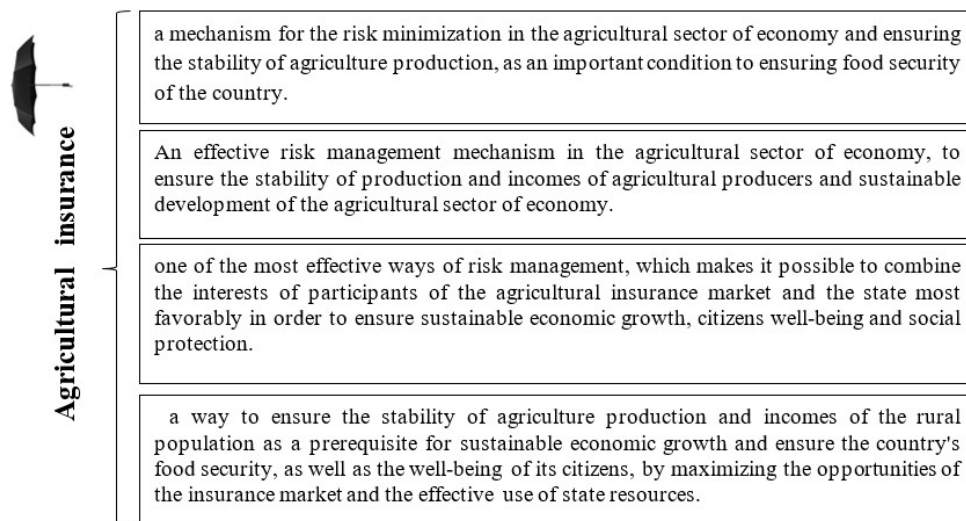 Agricultural insurance
a mechanism for the risk minimization in the agricultural sector of economy and ensuring
the stability of agriculture production, as an important condition to ensuring food security
of the country.
An effective risk management mechanism in the agricultural sector of economy, to
ensure the stability of production and incomes of agricultural producers and sustainable
development of the agricultural sector of economy.
one of the most effective ways of risk management, which makes it possible to combine
the interests of participants of the agricultural insurance market and the state most
favorably in order to ensure sustainable economic growth, citizens well-being and social
protection.
a way to ensure the stability of agriculture production and incomes of the rural
population as a prerequisite for sustainable economic growth and ensure the country's
food security, as well as the well-being of its citizens, by maximizing the opportunities of
the insurance market and the effective use of state resources.